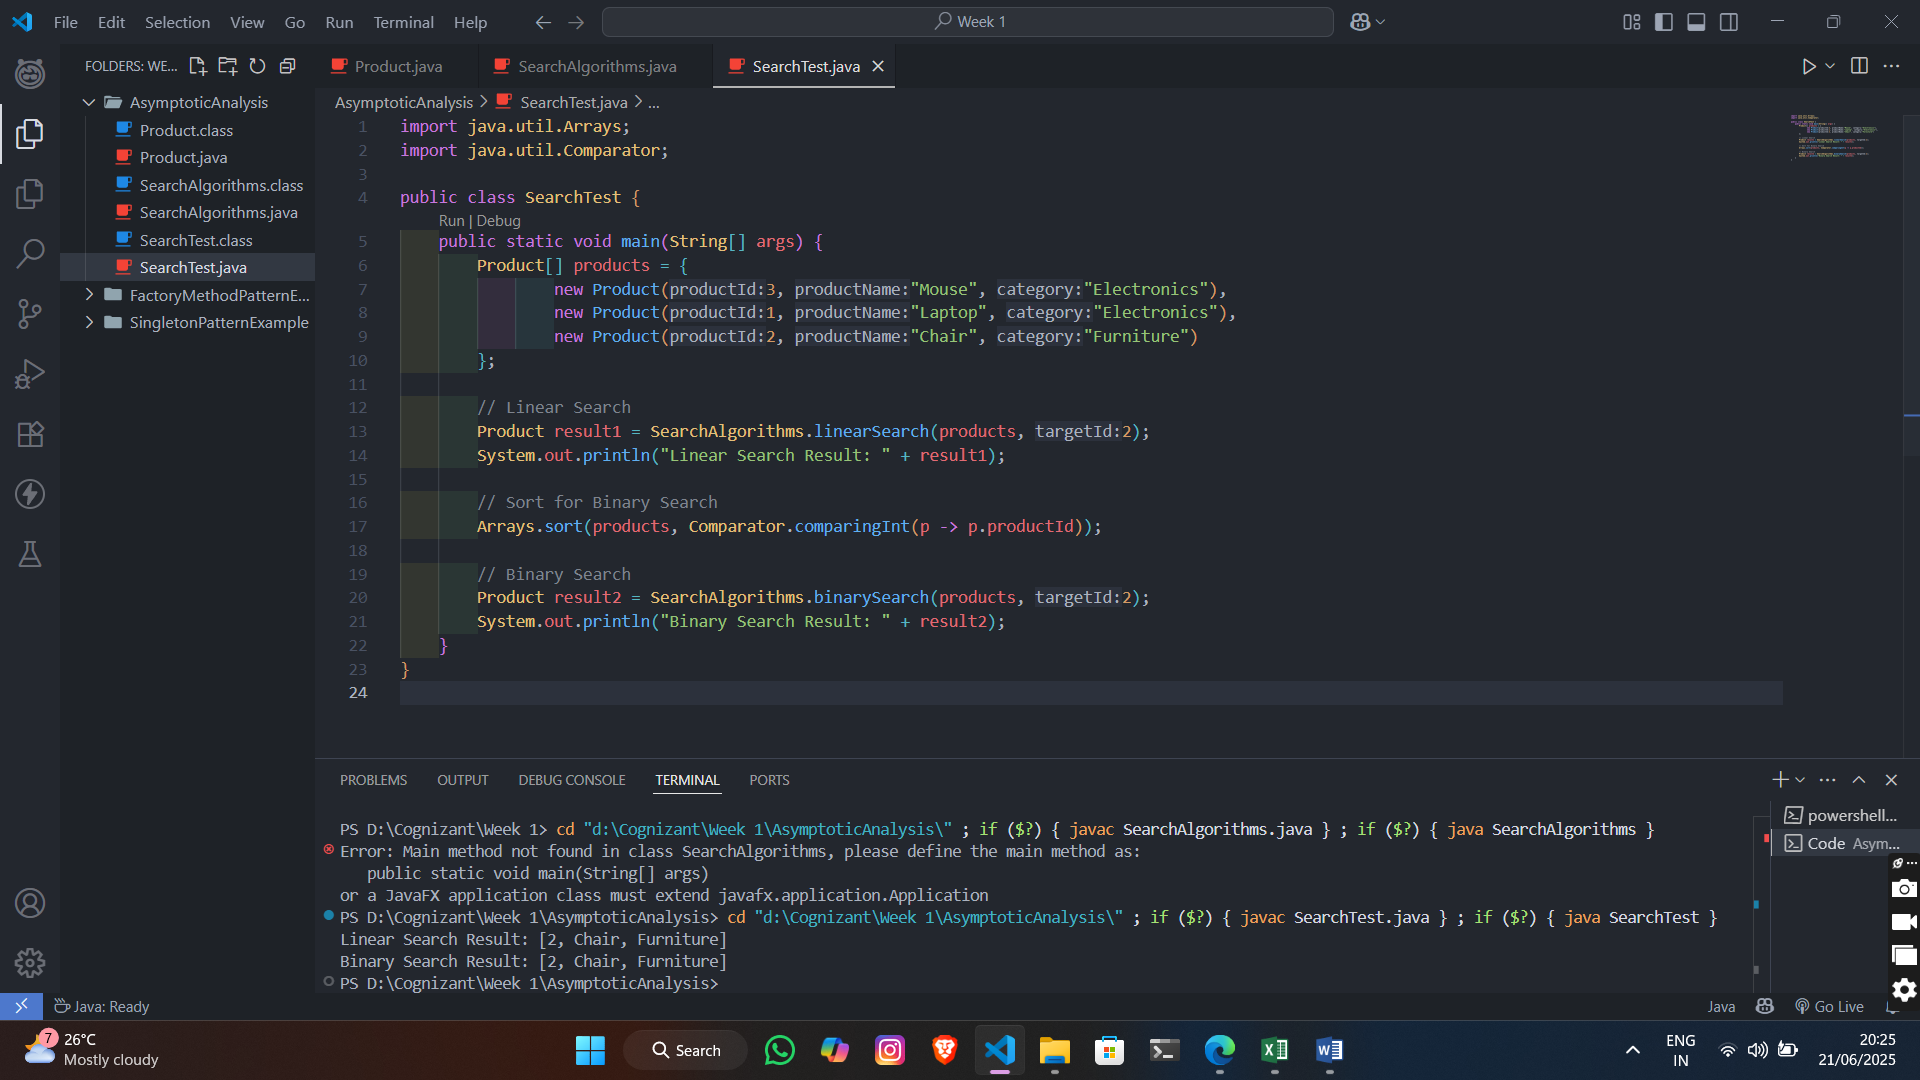 File Edit Selection View Go Run Terminal Help
Week 1
FOLDERS: WE...
Product.java
SearchAlgorithms.java
SearchTest.java
AsymptoticAnalysis
Product.class
Product.java
SearchAlgorithms.class
SearchAlgorithms.java
SearchTest.class
SearchTest.java
FactoryMethodPatternE...
SingletonPatternExample
AsymptoticAnalysis > SearchTest.java > ...
1 import java.util.Arrays;
2 import java.util.Comparator;
3
4 public class SearchTest {
Run | Debug
5 public static void main(String[] args) {
6 Product[] products = {
7 new Product(productId:3, productName:"Mouse", category:"Electronics"),
8 new Product(productId:1, productName:"Laptop", category:"Electronics"),
9 new Product(productId:2, productName:"Chair", category:"Furniture")
10 };
11
12 // Linear Search
13 Product result1 = SearchAlgorithms.linearSearch(products, targetId:2);
14 System.out.println("Linear Search Result: " + result1);
15
16 // Sort for Binary Search
17 Arrays.sort(products, Comparator.comparingInt(p -> p.productId));
18
19 // Binary Search
20 Product result2 = SearchAlgorithms.binarySearch(products, targetId:2);
21 System.out.println("Binary Search Result: " + result2);
22 }
23 }
24
PROBLEMS OUTPUT DEBUG CONSOLE TERMINAL PORTS
PS D:\Cognizant\Week 1> cd "d:\Cognizant\Week 1\AsymptoticAnalysis\" ; if ($?) { javac SearchAlgorithms.java } ; if ($?) { java SearchAlgorithms }
Error: Main method not found in class SearchAlgorithms, please define the main method as:
public static void main(String[] args)
or a JavaFX application class must extend javafx.application.Application
PS D:\Cognizant\Week 1\AsymptoticAnalysis> cd "d:\Cognizant\Week 1\AsymptoticAnalysis\" ; if ($?) { javac SearchTest.java } ; if ($?) { java SearchTest }
Linear Search Result: [2, Chair, Furniture]
Binary Search Result: [2, Chair, Furniture]
PS D:\Cognizant\Week 1\AsymptoticAnalysis>
powershell...
Code Asym...
Java: Ready
Java
Go Live
7
26°C
Mostly cloudy
Search
ENG
IN
20:25
21/06/2025